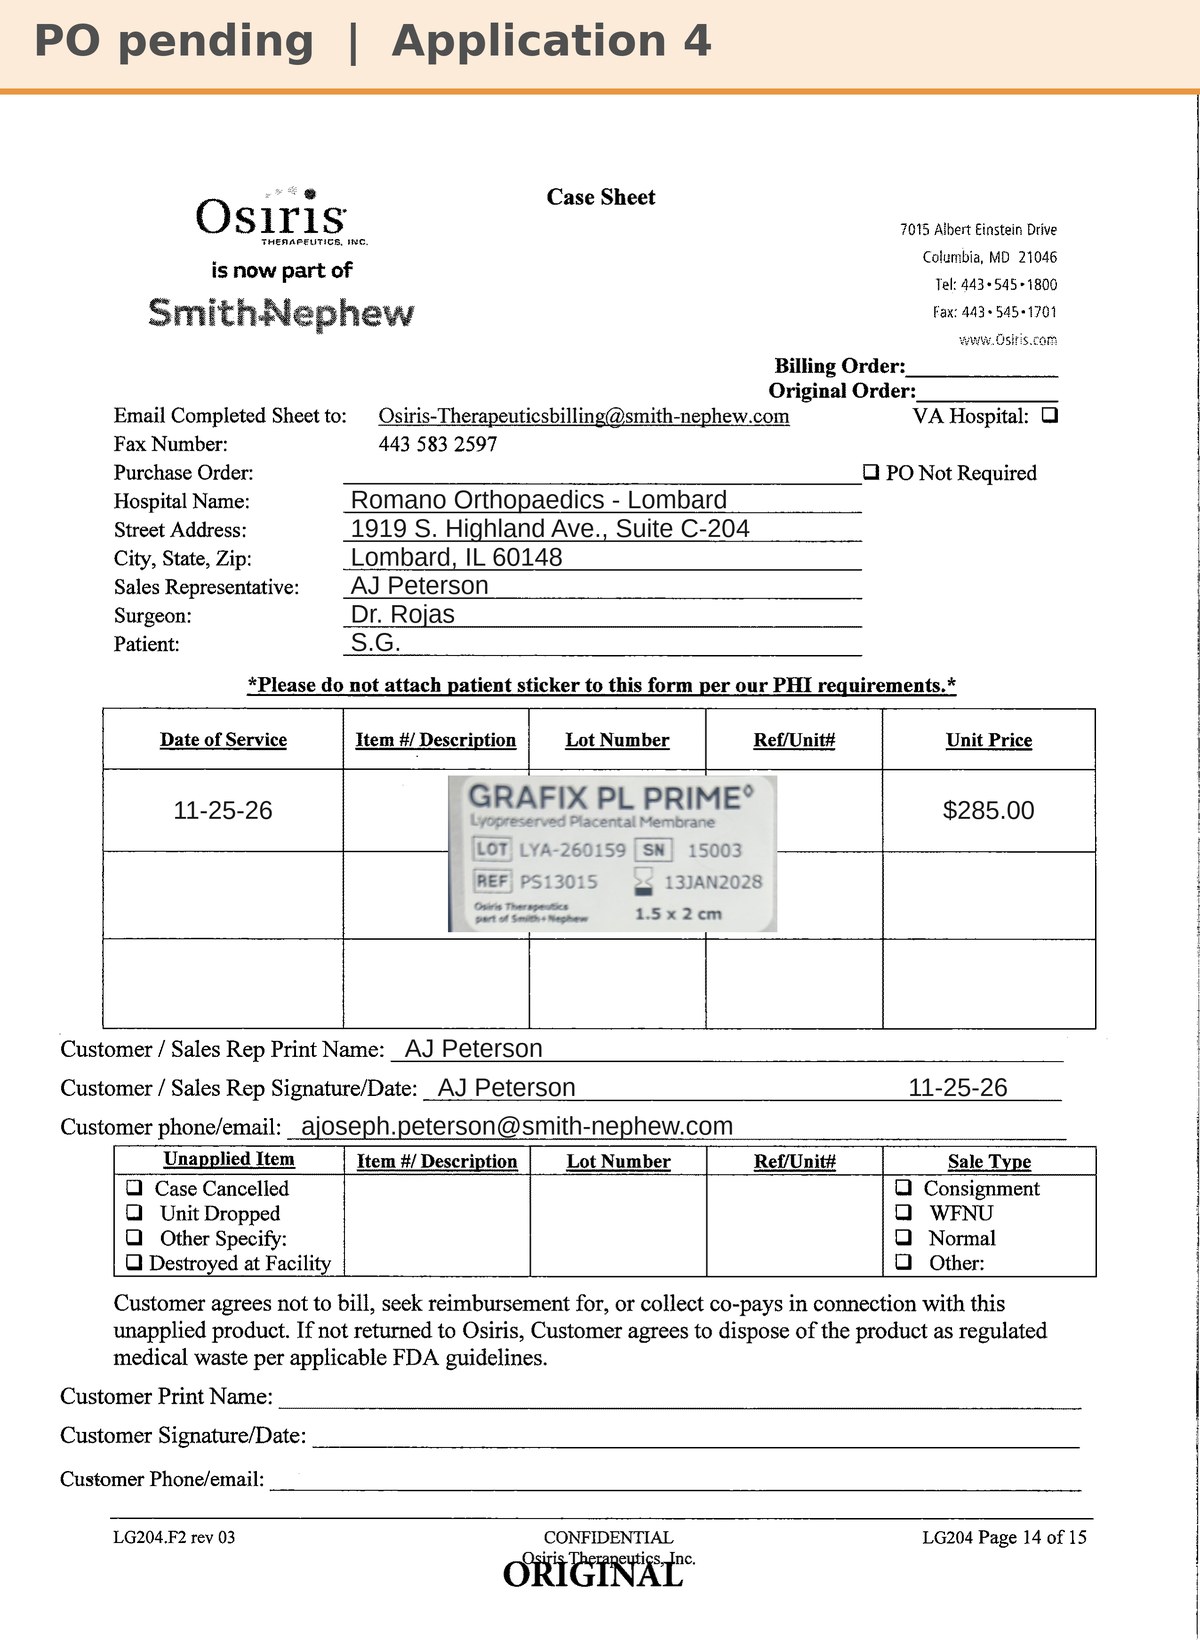 PO pending | Application 4
Osiris
THERAPEUTICS, INC.
is now part of
Smith+Nephew
Case Sheet
7015 Albert Einstein Drive
Columbia, MD 21046
Tel: 443•545•1800
Fax: 443•545•1701
www.Osiris.com
Billing Order:
Original Order:
Email Completed Sheet to: Osiris-Therapeuticsbilling@smith-nephew.com VA Hospital: ❑
Fax Number: 443 583 2597
Purchase Order: ❑ PO Not Required
Hospital Name: Romano Orthopaedics - Lombard
Street Address: 1919 S. Highland Ave., Suite C-204
City, State, Zip: Lombard, IL 60148
Sales Representative: AJ Peterson
Surgeon: Dr. Rojas
Patient: S.G.
*Please do not attach patient sticker to this form per our PHI requirements.*
Date of Service Item #/ Description Lot Number Ref/Unit# Unit Price
11-25-26 $285.00
GRAFIX PL PRIME◊
Lyopreserved Placental Membrane
LOT LYA-260159 SN 15003
REF PS13015 13JAN2028
Osiris Therapeutics
part of Smith+Nephew 1.5 x 2 cm
Customer / Sales Rep Print Name: AJ Peterson
Customer / Sales Rep Signature/Date: AJ Peterson 11-25-26
Customer phone/email: ajoseph.peterson@smith-nephew.com
Unapplied Item Item #/ Description Lot Number Ref/Unit# Sale Type
❑ Case Cancelled ❑ Consignment
❑ Unit Dropped ❑ WFNU
❑ Other Specify: ❑ Normal
❑ Destroyed at Facility ❑ Other:
Customer agrees not to bill, seek reimbursement for, or collect co-pays in connection with this
unapplied product. If not returned to Osiris, Customer agrees to dispose of the product as regulated
medical waste per applicable FDA guidelines.
Customer Print Name:
Customer Signature/Date:
Customer Phone/email:
LG204.F2 rev 03 CONFIDENTIAL LG204 Page 14 of 15
Osiris Therapeutics, Inc.
ORIGINAL